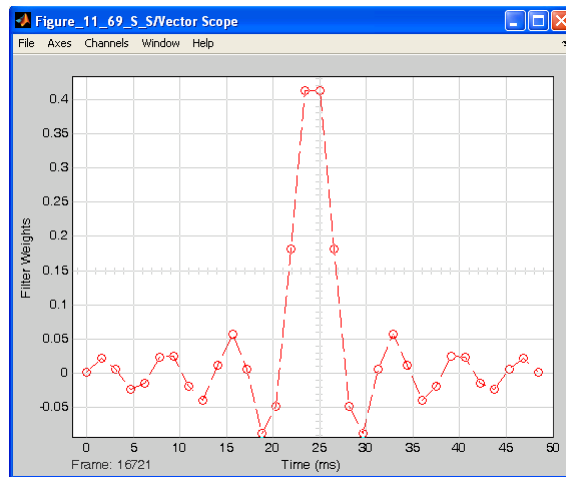 Figure_11_69_S_S/Vector Scope
File Axes Channels Window Help
0.4
0.35
0.3
0.25
0.2
0.15
0.1
0.05
0
-0.05
Filter Weights
0 5 10 15 20 25 30 35 40 45 50
Frame: 16721 Time (ms)